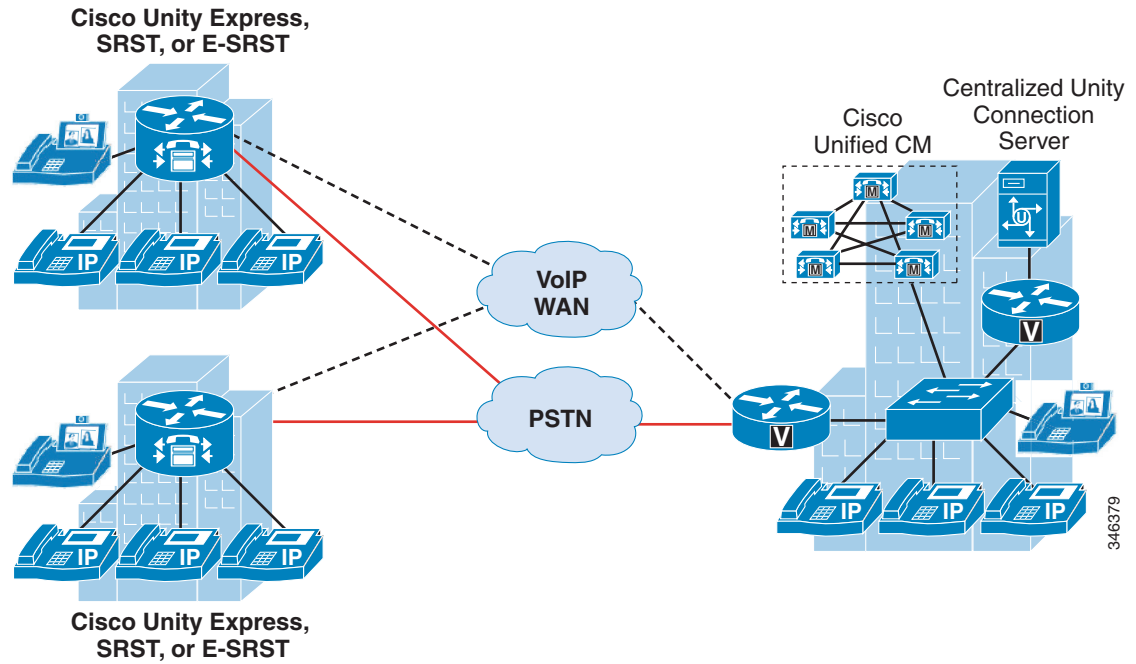 Cisco Unity Express,
SRST, or E-SRST
IP
IP
IP
Centralized Unity
Connection
Server
Cisco
Unified CM
M
M
M
M
M
U
V
VoIP
WAN
PSTN
V
IP
IP
IP
IP
IP
IP
Cisco Unity Express,
SRST, or E-SRST
346379